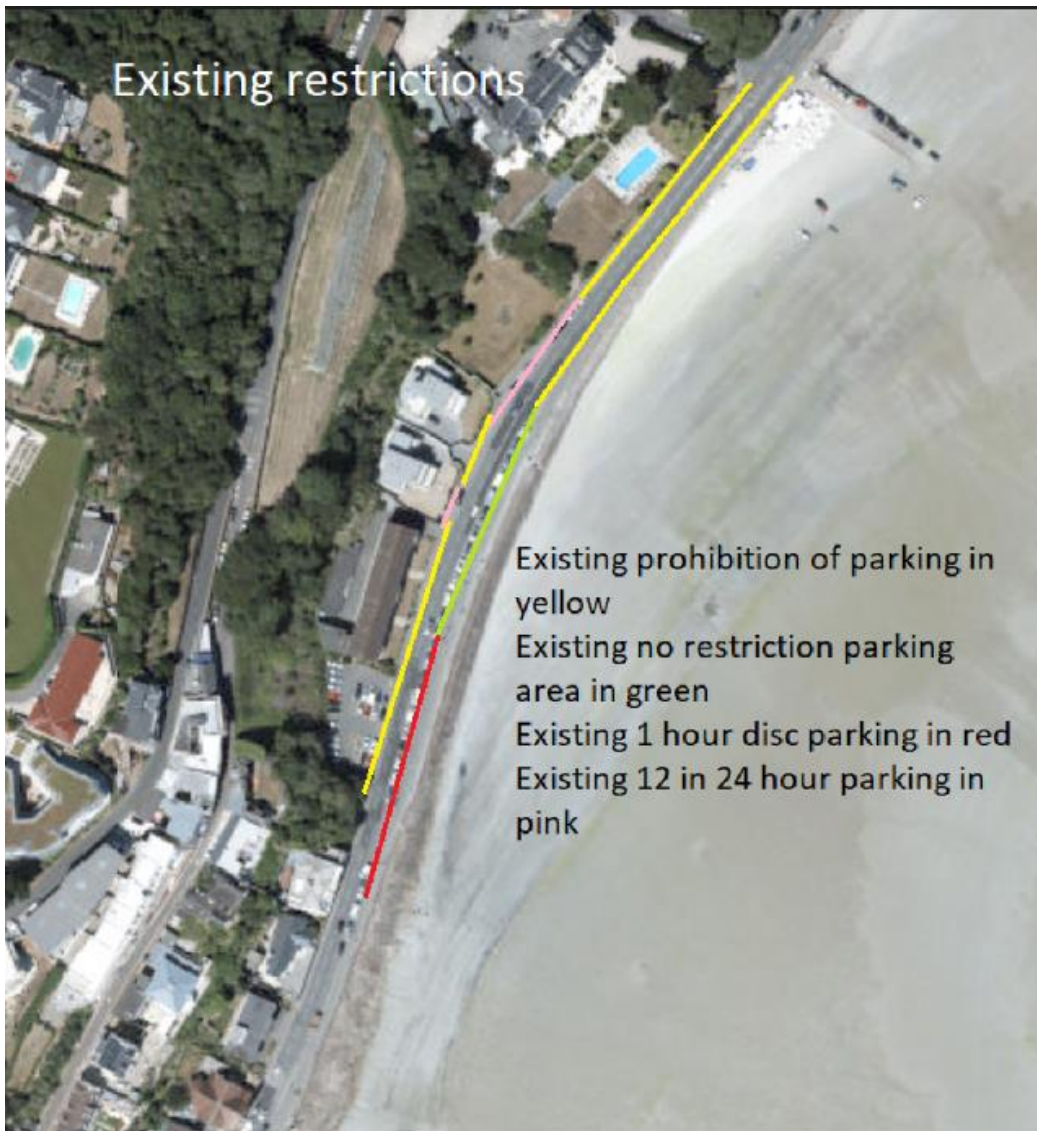 Existing restrictions
Existing prohibition of parking in
yellow
Existing no restriction parking
area in green
Existing 1 hour disc parking in red
Existing 12 in 24 hour parking in
pink